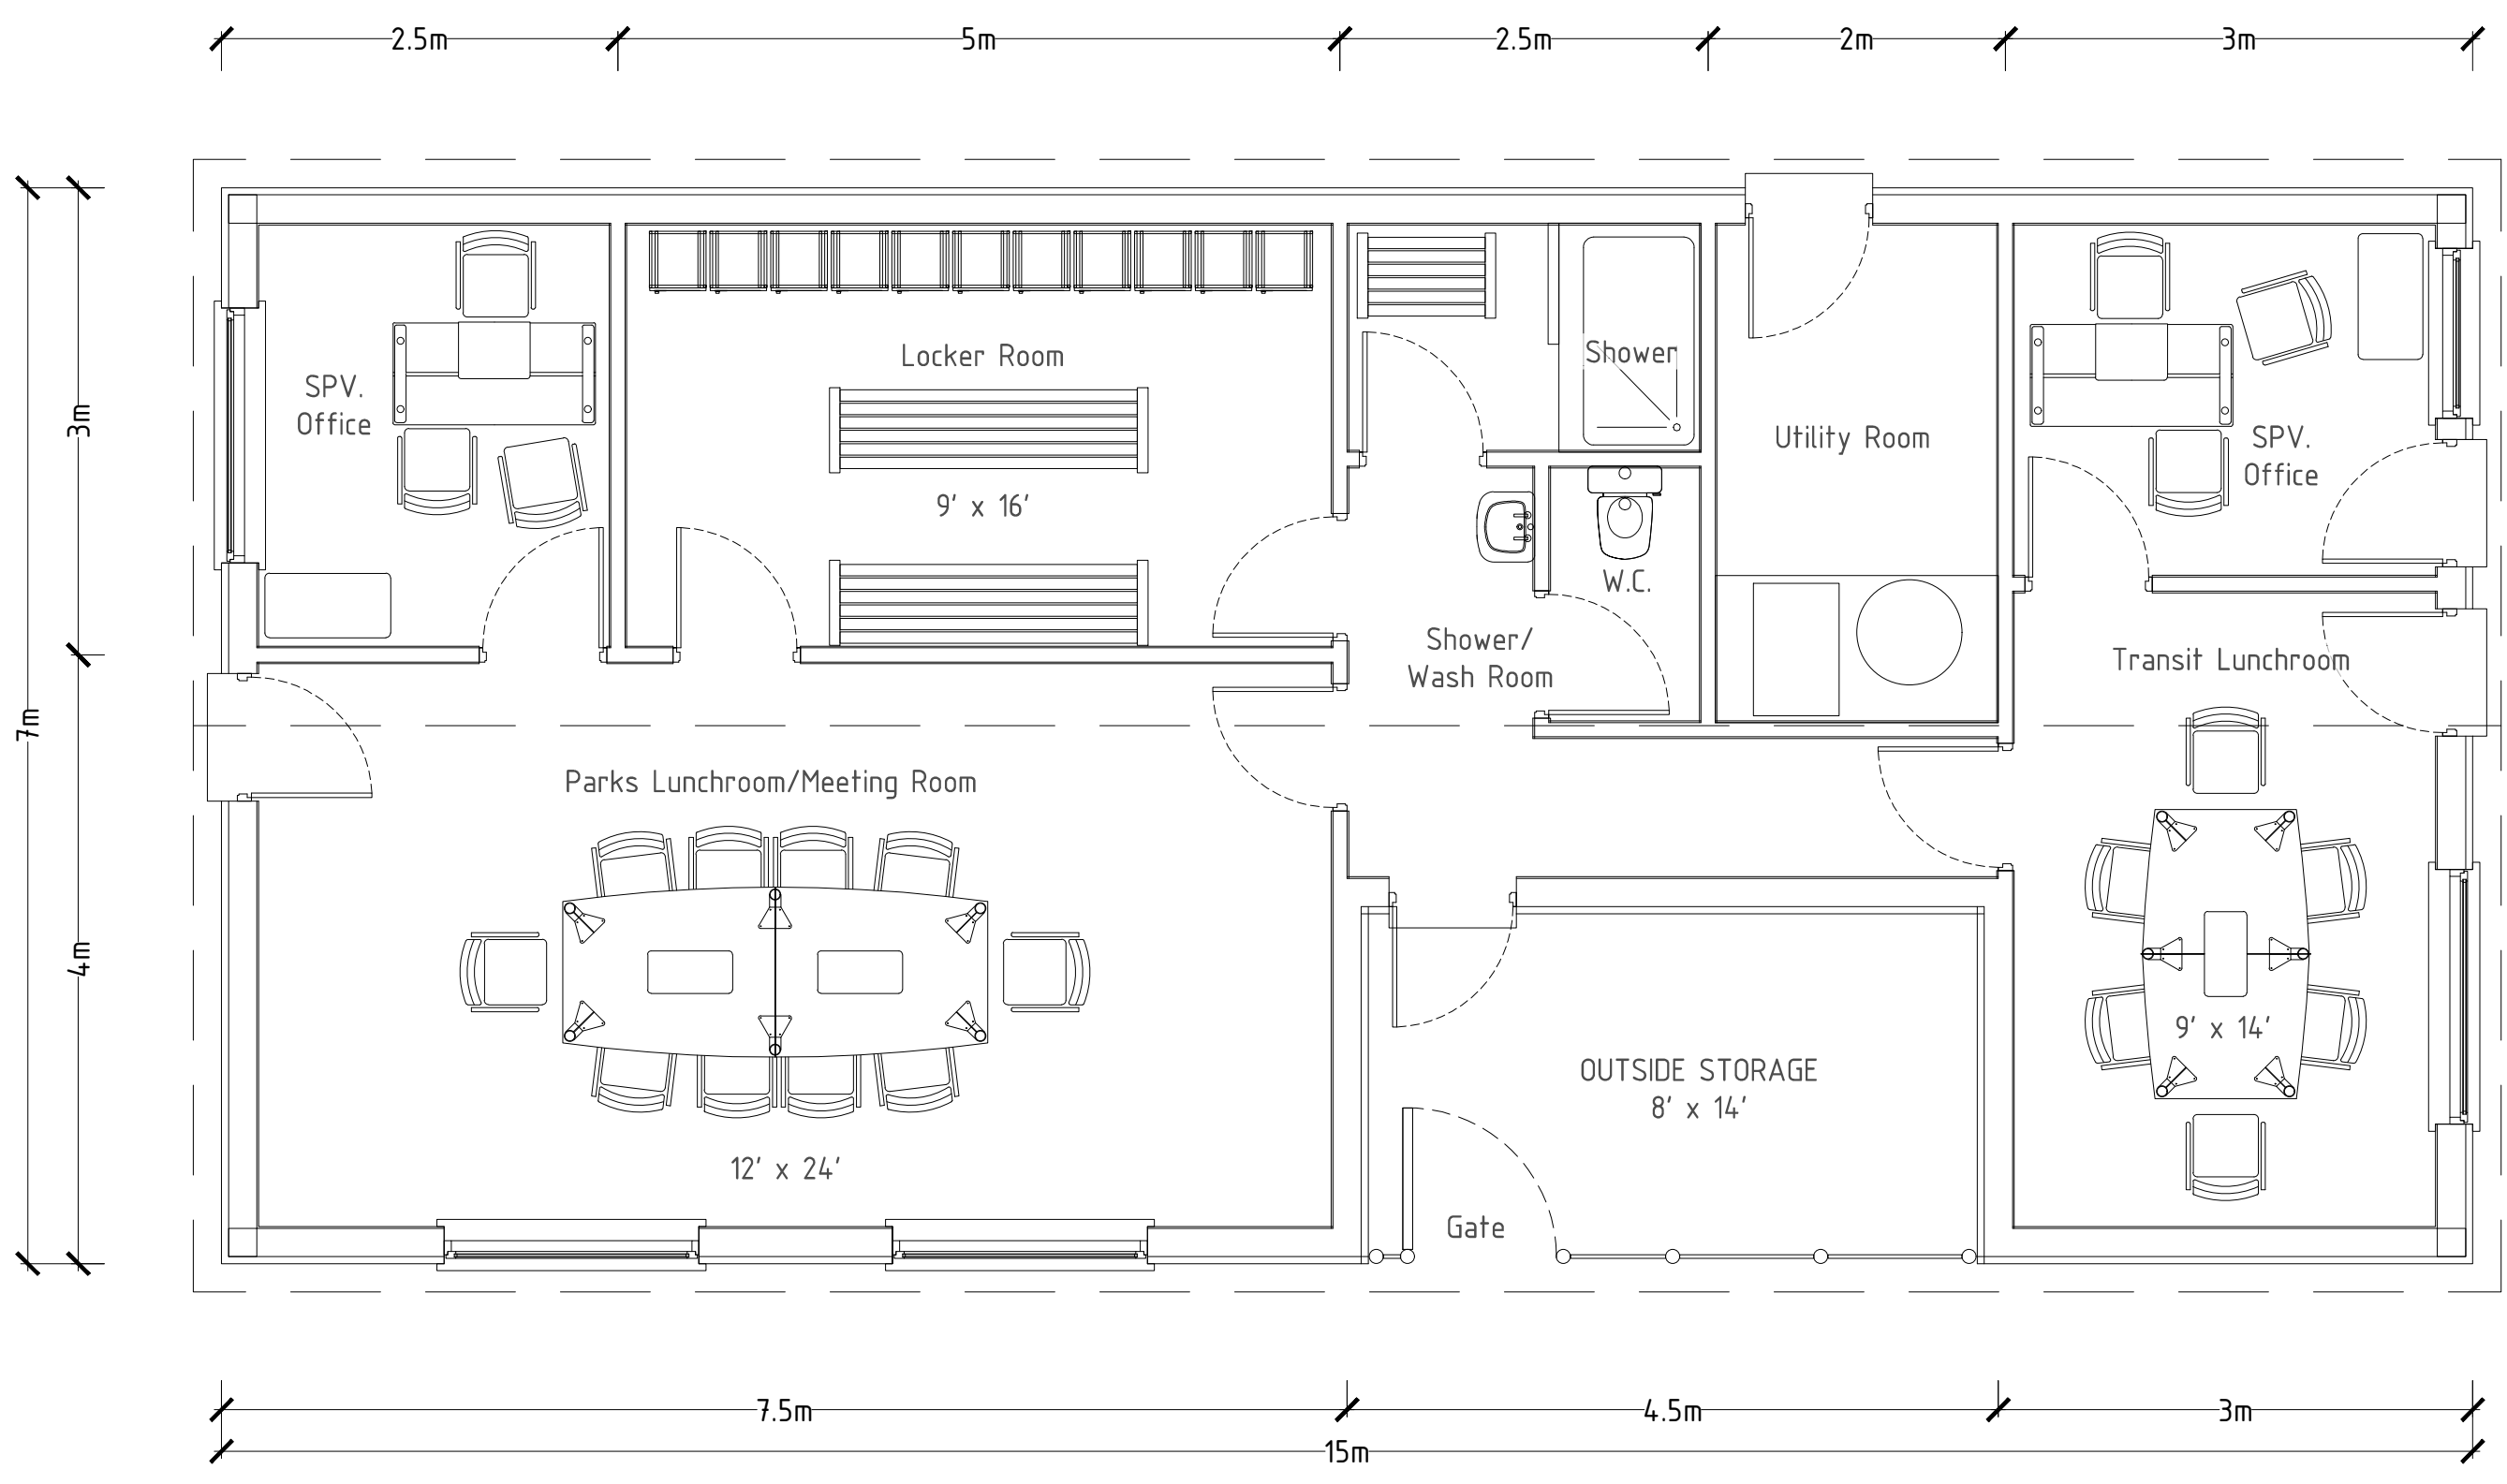 2.5m
5m
2.5m
2m
3m
7m
3m
4m
SPV.
Office
Locker Room
9' x 16'
Shower
Utility Room
SPV.
Office
W.C.
Shower/
Wash Room
Transit Lunchroom
Parks Lunchroom/Meeting Room
12' x 24'
OUTSIDE STORAGE
8' x 14'
9' x 14'
Gate
7.5m
4.5m
3m
15m